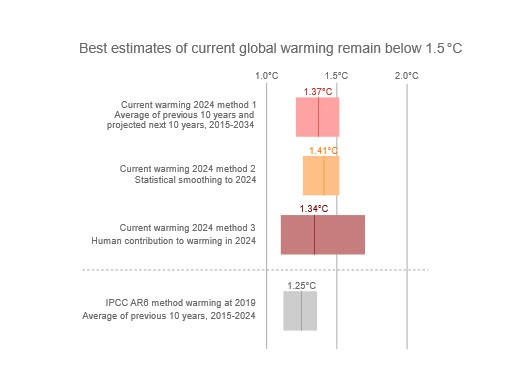 Best estimates of current global warming remain below 1.5 °C
1.0°C 1.5°C 2.0°C
1.37°C
Current warming 2024 method 1
Average of previous 10 years and
projected next 10 years, 2015-2034
1.41°C
Current warming 2024 method 2
Statistical smoothing to 2024
1.34°C
Current warming 2024 method 3
Human contribution to warming in 2024
1.25°C
IPCC AR6 method warming at 2019
Average of previous 10 years, 2015-2024